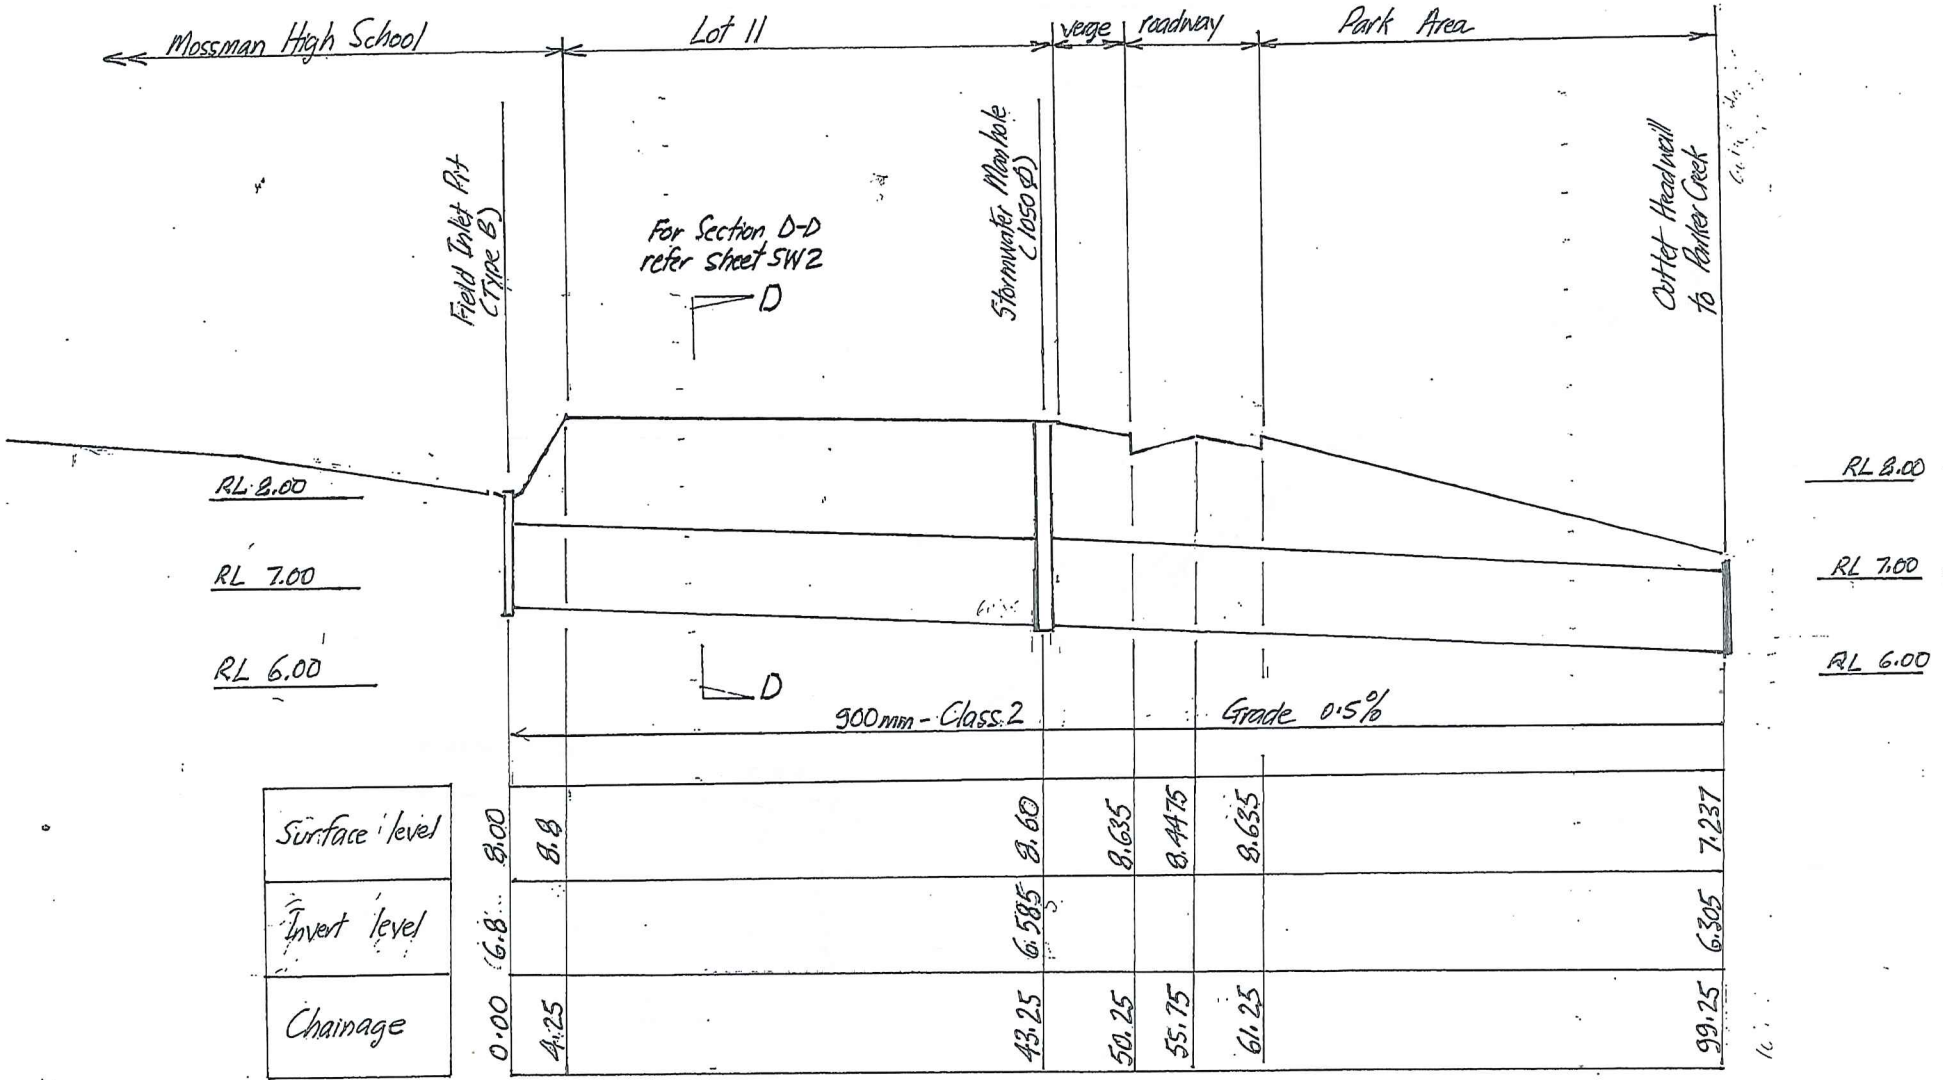 Mossman High School
Lot 11
verge
roadway
Park Area
Field Inlet Pit
(Type B)
For Section D-D
refer sheet SW2
D
Stormwater Manhole
(1050 Ø)
Outlet Headwall
to Parker Creek
RL 8.00
RL 7.00
RL 6.00
RL 8.00
RL 7.00
RL 6.00
D
900mm - Class 2
Grade 0.5%
Surface level 8.00 8.8 8.60 8.635 8.4475 8.635 7.237
Invert level 6.8 6.585 6.305
Chainage 0.00 4.25 43.25 50.25 55.75 61.25 99.25